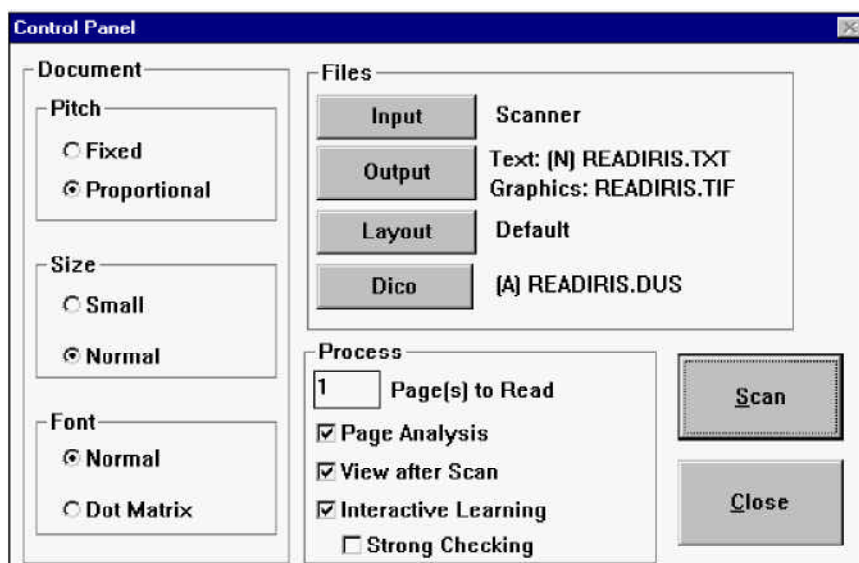 Control Panel
Document
Pitch
Fixed
Proportional
Size
Small
Normal
Font
Normal
Dot Matrix
Files
Input Scanner
Output Text: (N) READIRIS.TXT
Graphics: READIRIS.TIF
Layout Default
Dico (A) READIRIS.DUS
Process
1 Page(s) to Read
Page Analysis
View after Scan
Interactive Learning
Strong Checking
Scan
Close